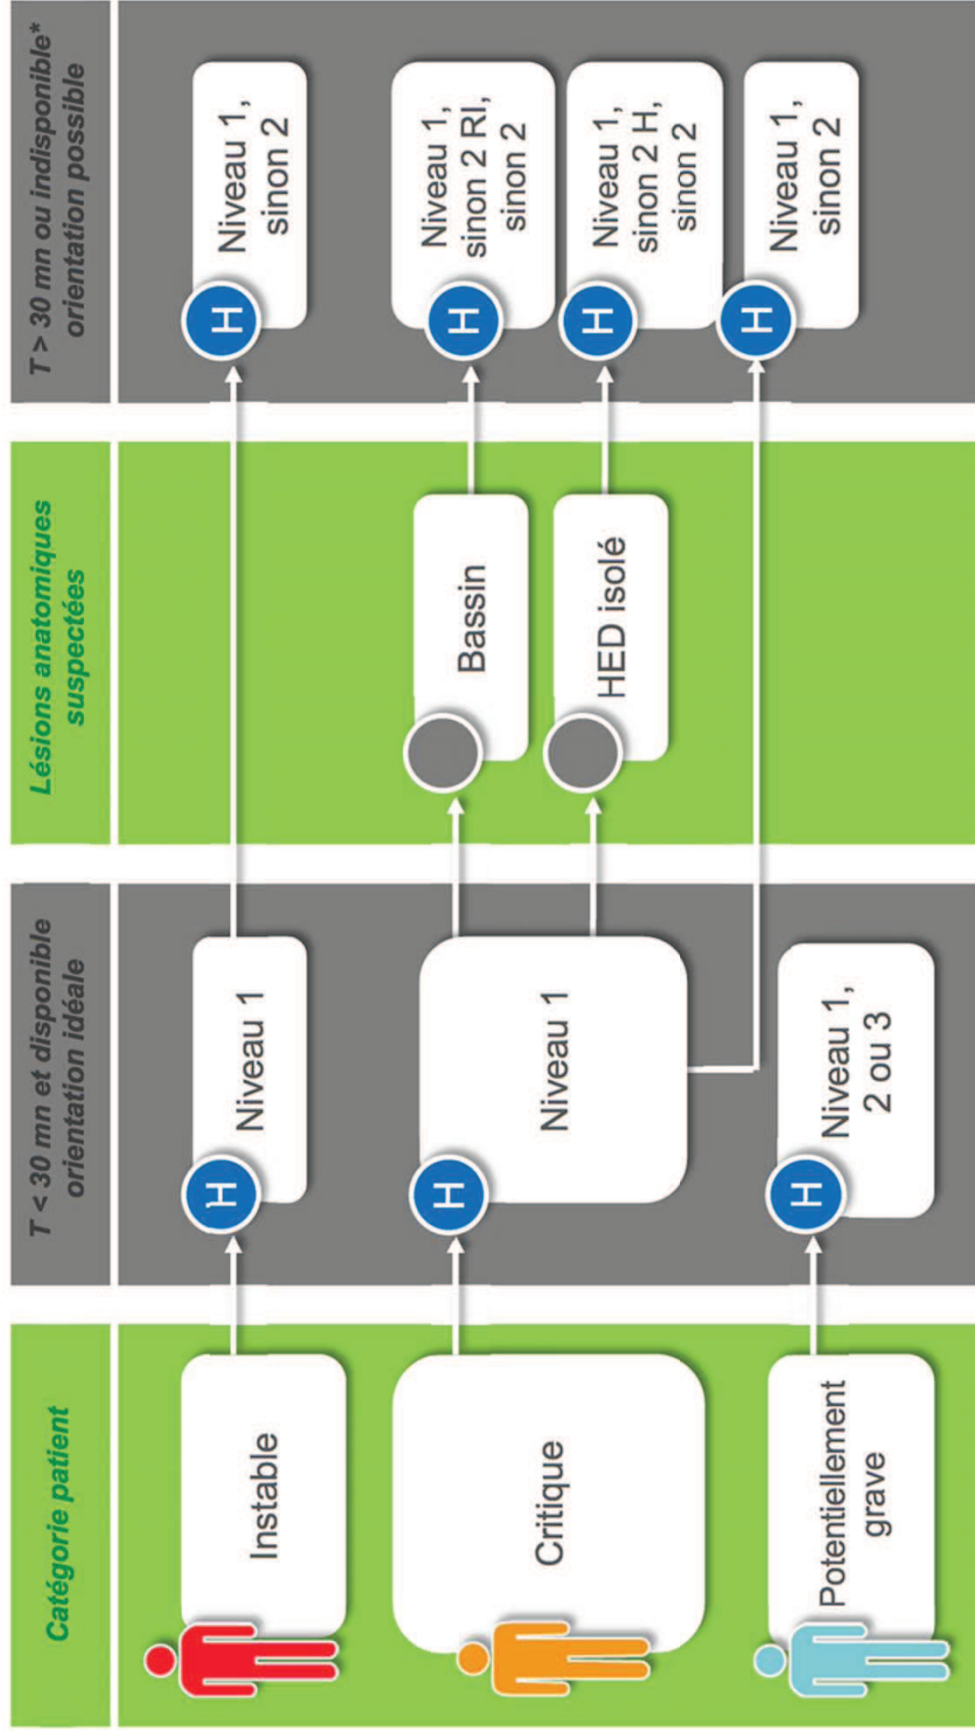 Catégorie patient
T < 30 mn et disponible
orientation idéale
Lésions anatomiques
suspectées
T > 30 mn ou indisponible*
orientation possible
Instable
H
Niveau 1
H
Niveau 1,
sinon 2
Critique
H
Niveau 1
Bassin
H
Niveau 1,
sinon 2 RI,
sinon 2
HED isolé
H
Niveau 1,
sinon 2 H,
sinon 2
H
Niveau 1,
sinon 2
Potentiellement
grave
H
Niveau 1,
2 ou 3